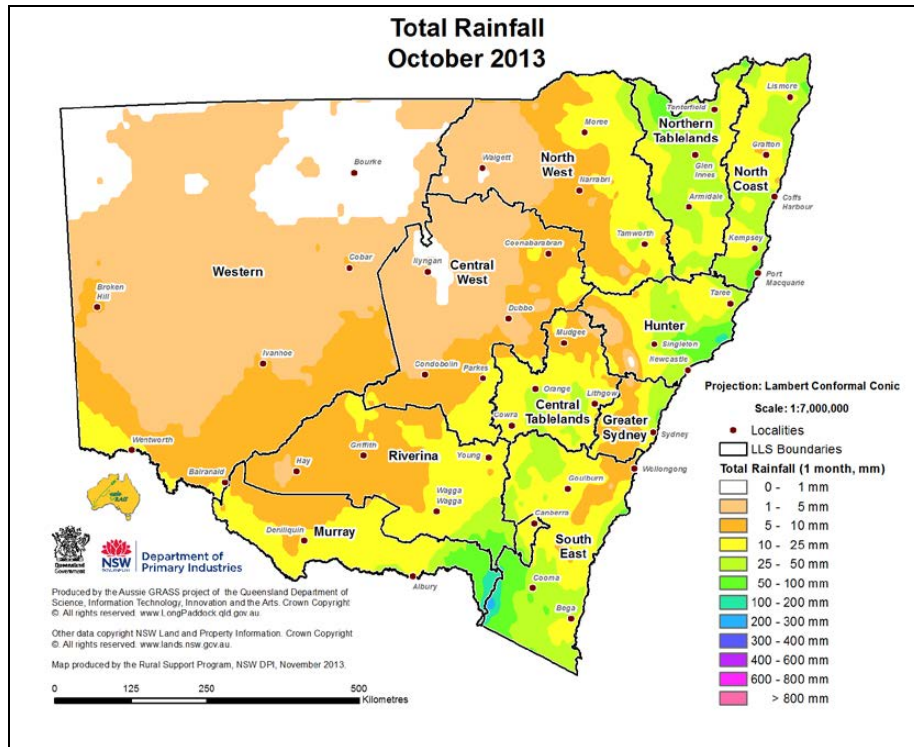 Total Rainfall
October 2013
Lismore
Tenterfield
Northern
Tablelands
Moree
Bourke
Walgett
North
West
Glen
Innes
Grafton
North
Coast
Narrabri
Armidale
Coffs
Harbour
Coonabarabran
Tamworth
Kempsey
Western
Cobar
Nyngan
Central
West
Port
Macquarie
Broken
Hill
Taree
Dubbo
Hunter
Mudgee
Singleton
Ivanhoe
Newcastle
Condobolin
Parkes
Orange
Lithgow
Central
Tablelands
Cowra
Greater
Sydney
Sydney
Wentworth
Griffith
Riverina
Young
Hay
Balranald
Wollongong
Goulburn
Wagga
Wagga
Canberra
Deniliquin
Murray
South
East
Albury
Cooma
Bega
Projection: Lambert Conformal Conic
Scale: 1:7,000,000
Localities
LLS Boundaries
Total Rainfall (1 month, mm)
0 - 1 mm
1 - 5 mm
5 - 10 mm
10 - 25 mm
25 - 50 mm
50 - 100 mm
100 - 200 mm
200 - 300 mm
300 - 400 mm
400 - 600 mm
600 - 800 mm
> 800 mm
Queensland
Government
NSW
Department of
Primary Industries
Produced by the Aussie GRASS project of the Queensland Department of
Science, Information Technology, Innovation and the Arts. Crown Copyright
© All rights reserved. www.LongPaddock.qld.gov.au.
Other data copyright NSW Land and Property Information. Crown Copyright
© All rights reserved. www.lands.nsw.gov.au.
Map produced by the Rural Support Program, NSW DPI, November 2013.
0 125 250 500
Kilometres